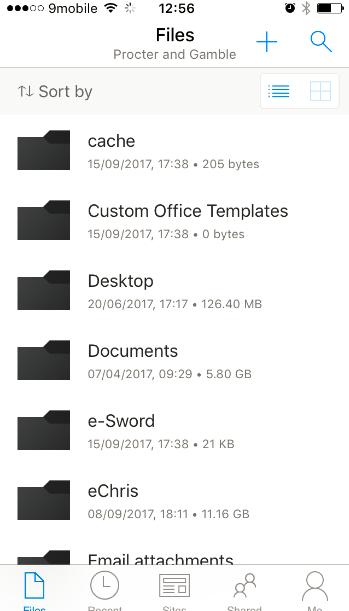 9mobile 12:56
Files
Procter and Gamble
Sort by
cache
15/09/2017, 17:38 • 205 bytes
Custom Office Templates
15/09/2017, 17:38 • 0 bytes
Desktop
20/06/2017, 17:17 • 126.40 MB
Documents
07/04/2017, 09:29 • 5.80 GB
e-Sword
15/09/2017, 17:38 • 21 KB
eChris
08/09/2017, 18:11 • 11.16 GB
Email attachments
Files Recent Sites Shared Me